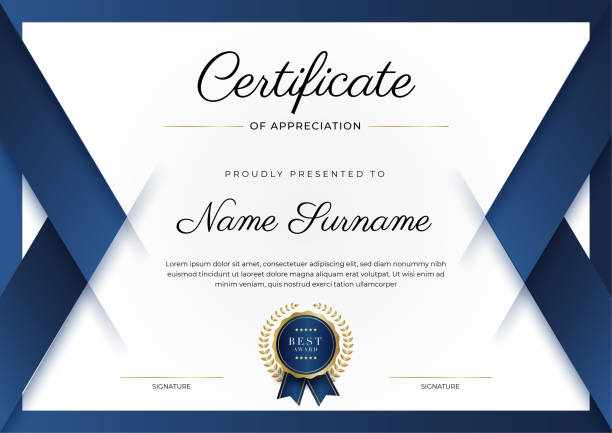 Certificate
OF APPRECIATION
PROUDLY PRESENTED TO
Name Surname
Lorem ipsum dolor sit amet, consectetuer adipiscing elit,
sed diam nonummy nibh euismod tincidunt ut laoreet
dolore magna aliquam erat volutpat. Ut wisi enim ad
minim veniam, quis nostrud exerci tation ullamcorper
BEST
AWARD
SIGNATURE
SIGNATURE